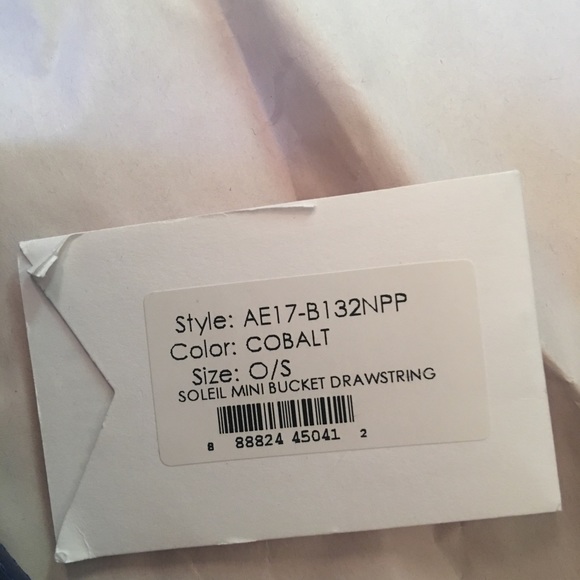 Style: AE17-B132NPP
Color: COBALT
Size: O/S
SOLEIL MINI BUCKET DRAWSTRING
8 88824 45041 2